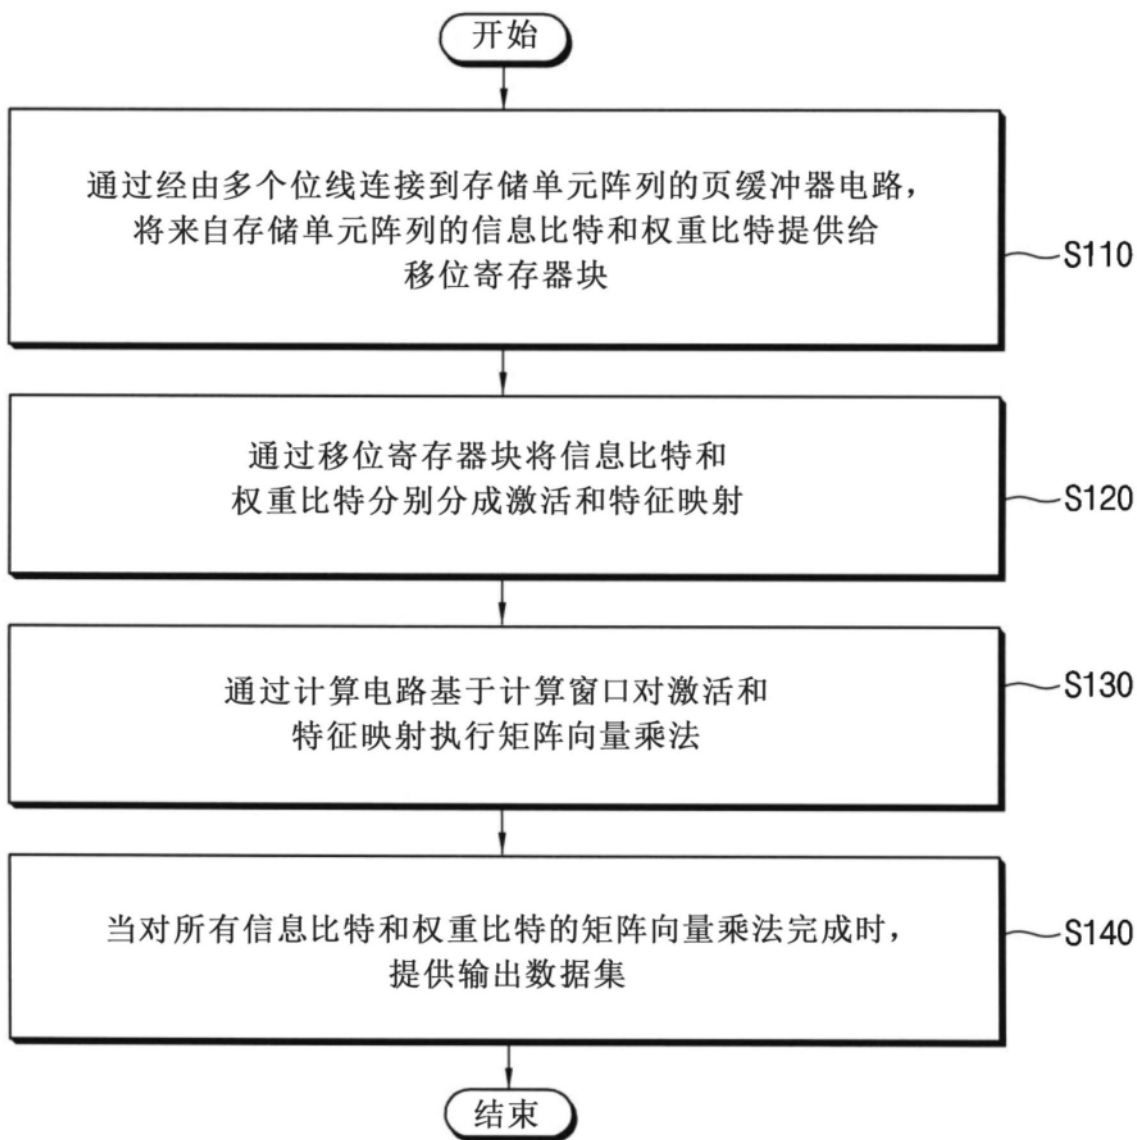 开始
通过经由多个位线连接到存储单元阵列的页缓冲器电路，
将来自存储单元阵列的信息比特和权重比特提供给
移位寄存器块
S110
通过移位寄存器块将信息比特和
权重比特分别分成激活和特征映射
S120
通过计算电路基于计算窗口对激活和
特征映射执行矩阵向量乘法
S130
当对所有信息比特和权重比特的矩阵向量乘法完成时，
提供输出数据集
S140
结束